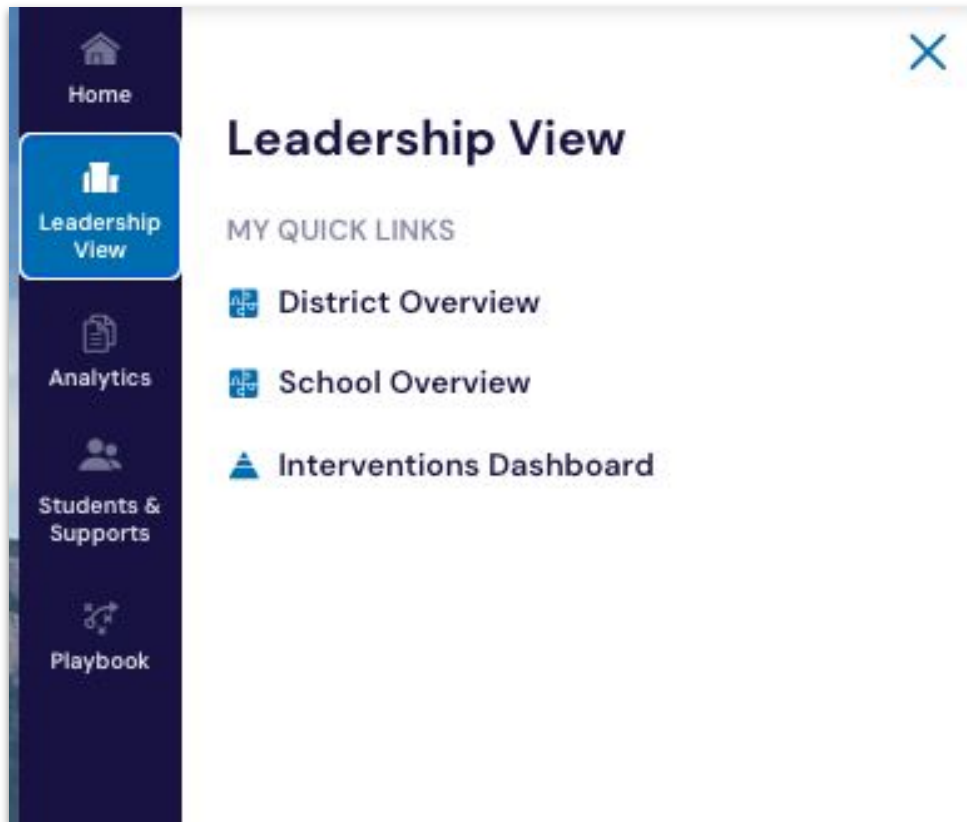 Home
Leadership
View
Analytics
Students &
Supports
Playbook
Leadership View
MY QUICK LINKS
District Overview
School Overview
Interventions Dashboard